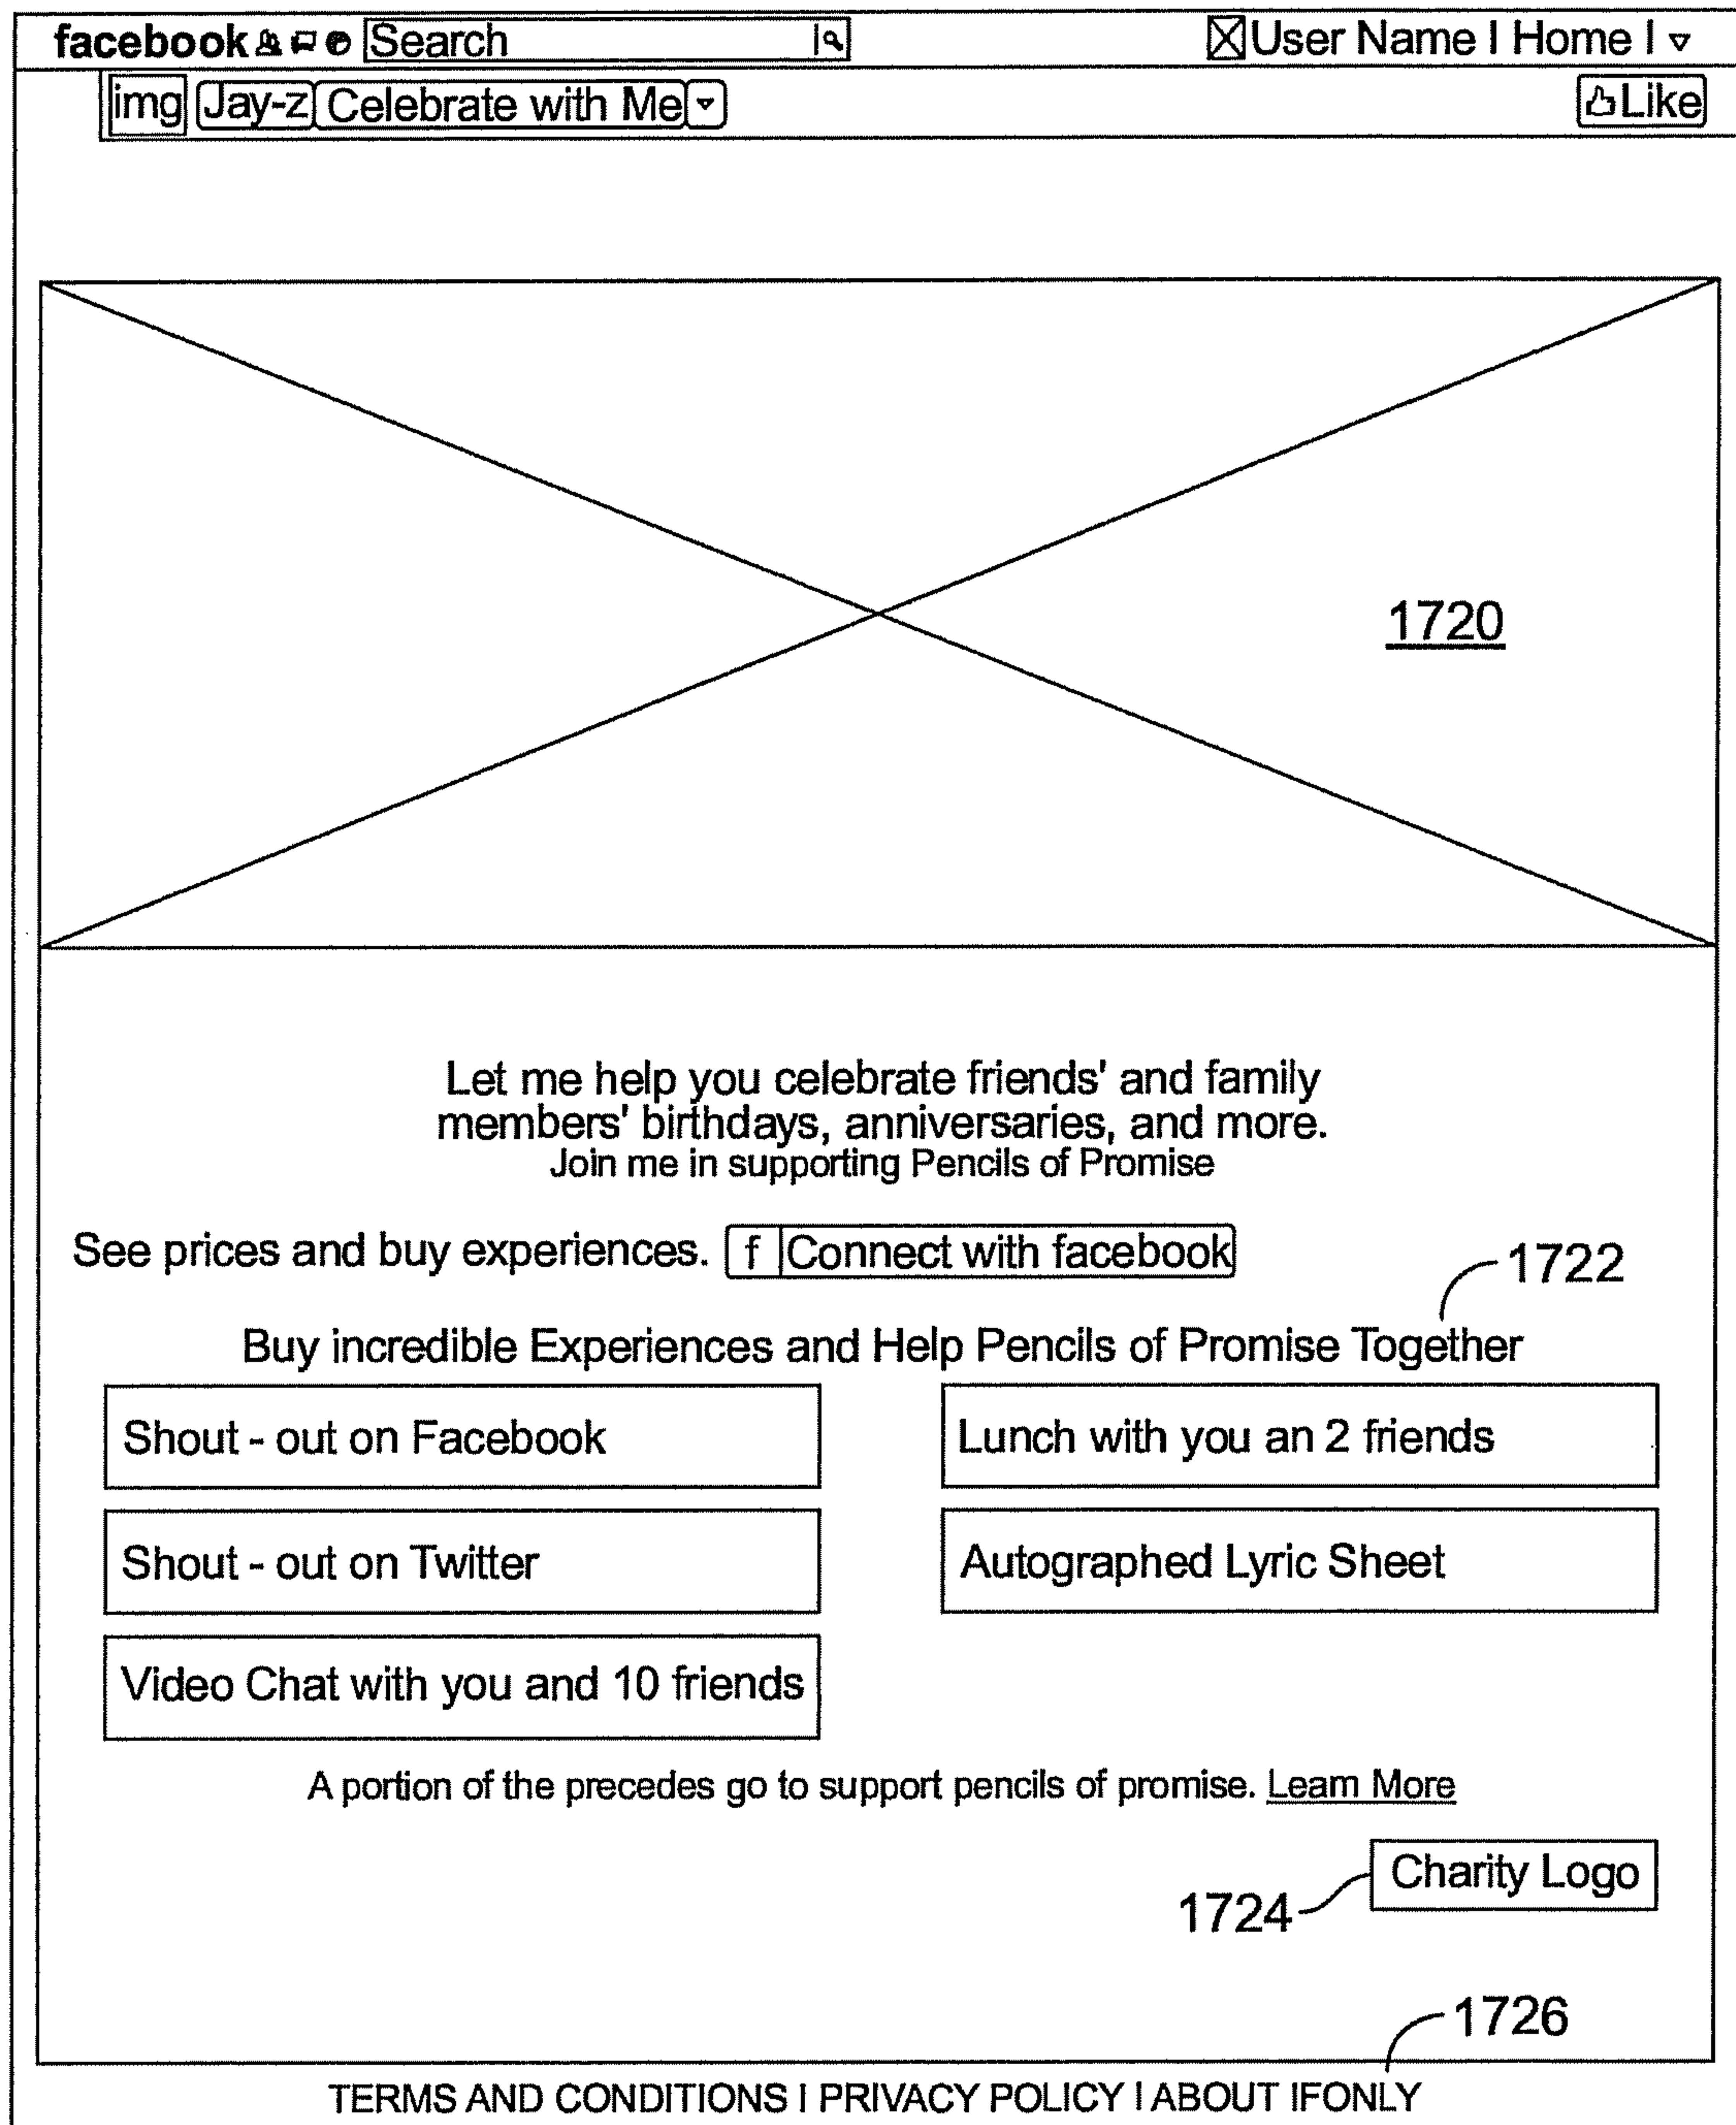 facebook Search User Name | Home |
img Jay-z Celebrate with Me Like
1720
Let me help you celebrate friends' and family
members' birthdays, anniversaries, and more.
Join me in supporting Pencils of Promise
See prices and buy experiences. f Connect with facebook
1722
Buy incredible Experiences and Help Pencils of Promise Together
Shout - out on Facebook
Lunch with you an 2 friends
Shout - out on Twitter
Autographed Lyric Sheet
Video Chat with you and 10 friends
A portion of the precedes go to support pencils of promise. Learn More
Charity Logo
1724
1726
TERMS AND CONDITIONS | PRIVACY POLICY | ABOUT IFONLY